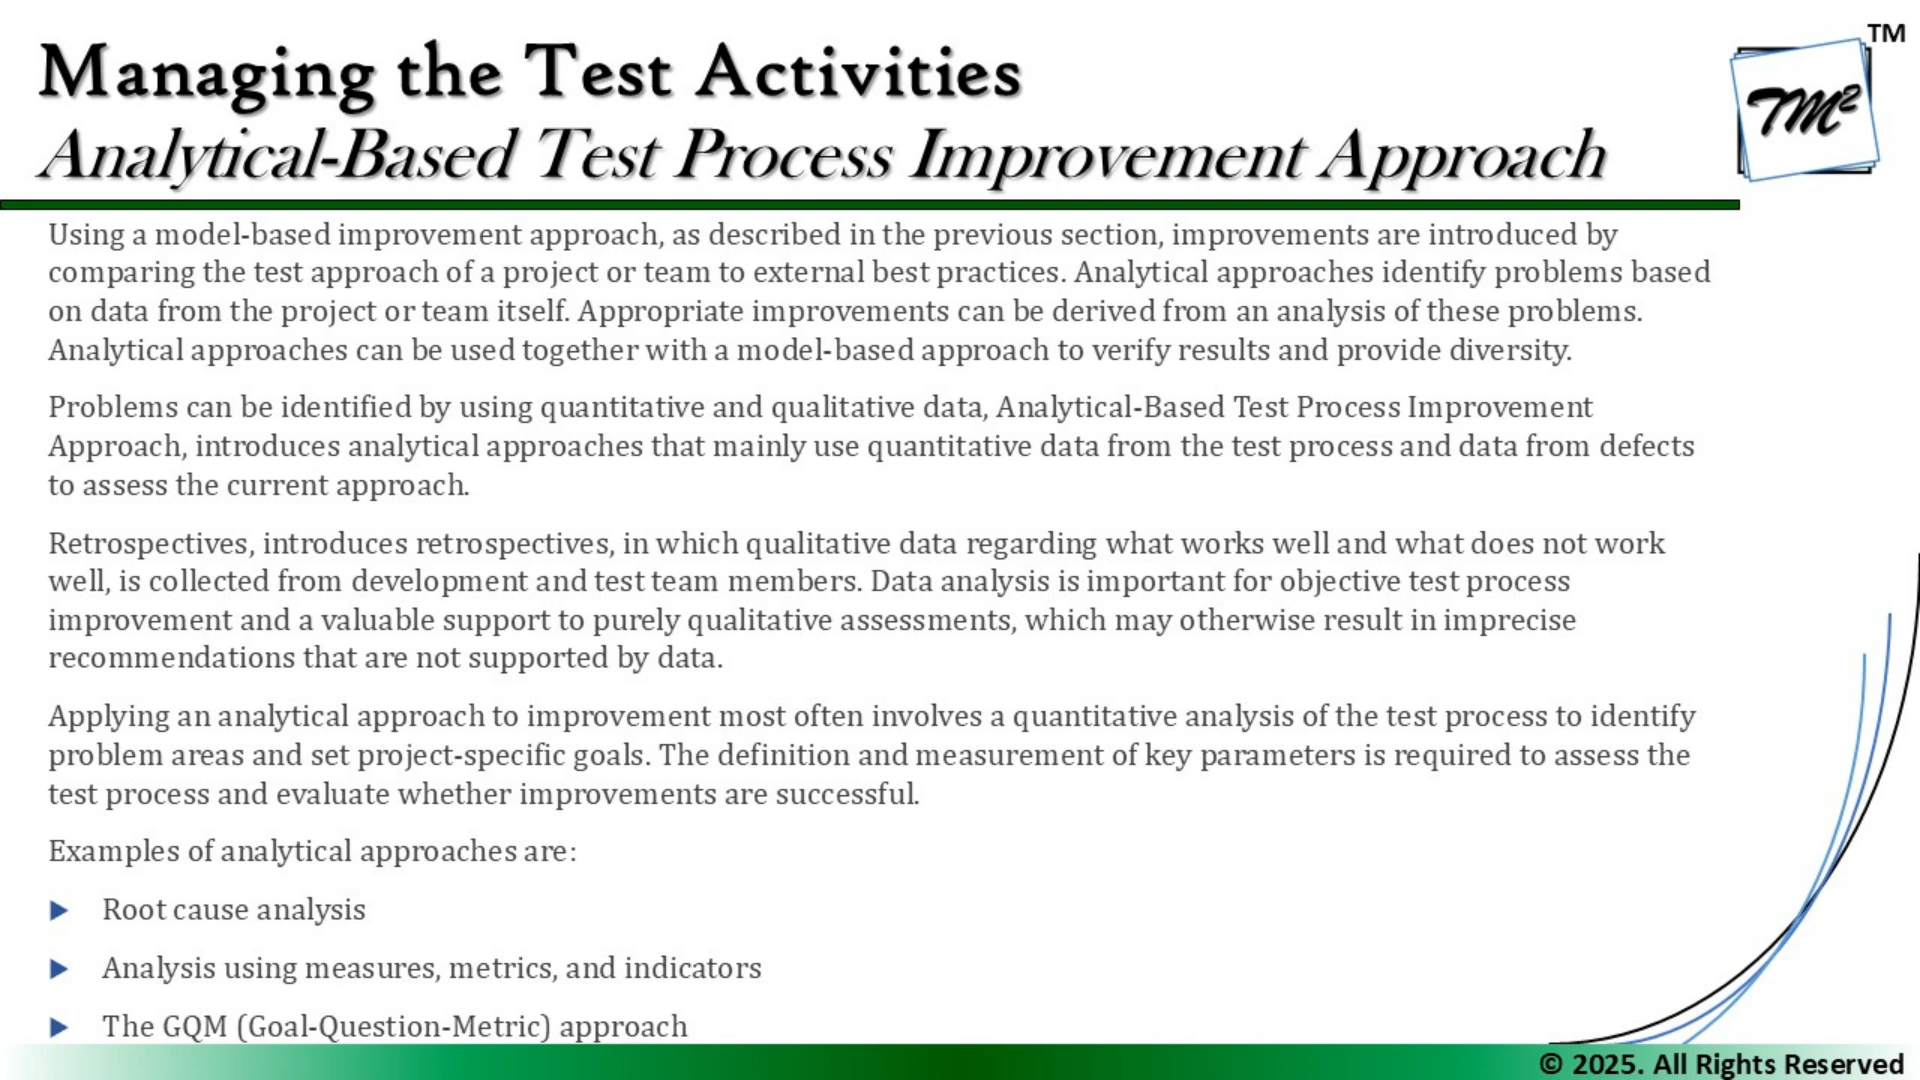 Managing the Test Activities
TM
TM²
Analytical-Based Test Process Improvement Approach
Using a model-based improvement approach, as described in the previous section, improvements are introduced by
comparing the test approach of a project or team to external best practices. Analytical approaches identify problems based
on data from the project or team itself. Appropriate improvements can be derived from an analysis of these problems.
Analytical approaches can be used together with a model-based approach to verify results and provide diversity.
Problems can be identified by using quantitative and qualitative data, Analytical-Based Test Process Improvement
Approach, introduces analytical approaches that mainly use quantitative data from the test process and data from defects
to assess the current approach.
Retrospectives, introduces retrospectives, in which qualitative data regarding what works well and what does not work
well, is collected from development and test team members. Data analysis is important for objective test process
improvement and a valuable support to purely qualitative assessments, which may otherwise result in imprecise
recommendations that are not supported by data.
Applying an analytical approach to improvement most often involves a quantitative analysis of the test process to identify
problem areas and set project-specific goals. The definition and measurement of key parameters is required to assess the
test process and evaluate whether improvements are successful.
Examples of analytical approaches are:
Root cause analysis
Analysis using measures, metrics, and indicators
The GQM (Goal-Question-Metric) approach
© 2025. All Rights Reserved